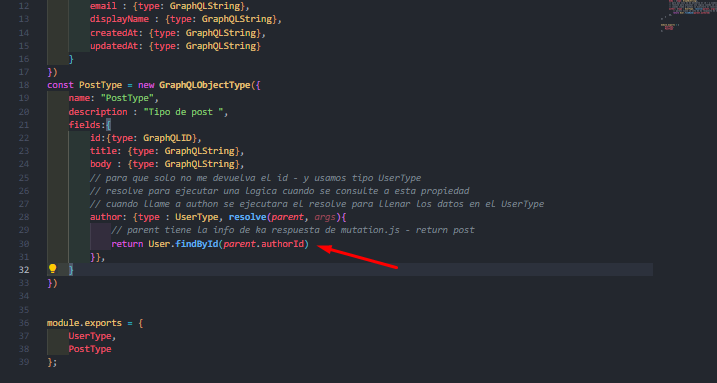 12 email : {type: GraphQLString},
13 displayName : {type: GraphQLString},
14 createdAt: {type: GraphQLString},
15 updatedAt: {type: GraphQLString}
16 }
17 })
18 const PostType = new GraphQLObjectType({
19 name: "PostType",
20 description : "Tipo de post ",
21 fields:{
22 id:{type: GraphQLID},
23 title: {type: GraphQLString},
24 body : {type: GraphQLString},
25 // para que solo no me devuelva el id - y usamos tipo UserType
26 // resolve para ejecutar una logica cuando se consulte a esta propiedad
27 // cuando llame a authon se ejecutara el resolve para llenar los datos en el UserType
28 author: {type : UserType, resolve(parent, args){
29 // parent tiene la info de ka respuesta de mutation.js - return post
30 return User.findById(parent.authorId)
31 }},
32 }
33 })
34
35
36 module.exports = {
37 UserType,
38 PostType
39 };